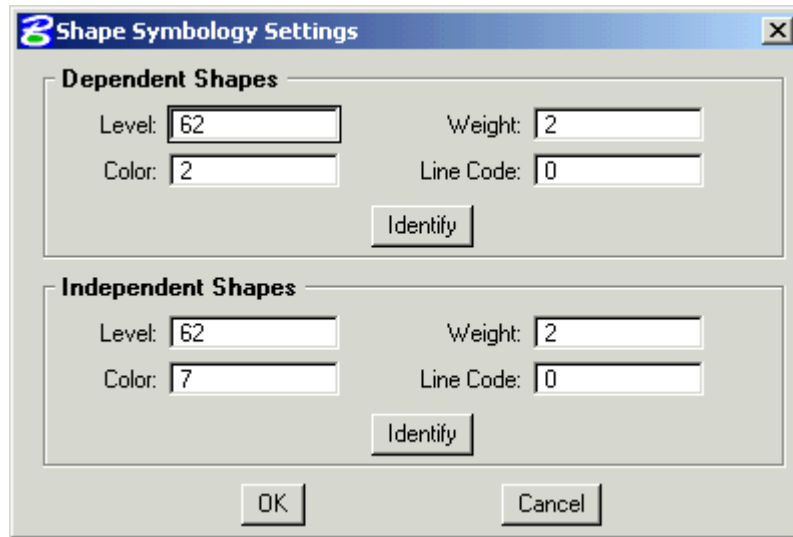 Shape Symbology Settings
Dependent Shapes
Level: 62 Weight: 2
Color: 2 Line Code: 0
Identify
Independent Shapes
Level: 62 Weight: 2
Color: 7 Line Code: 0
Identify
OK Cancel